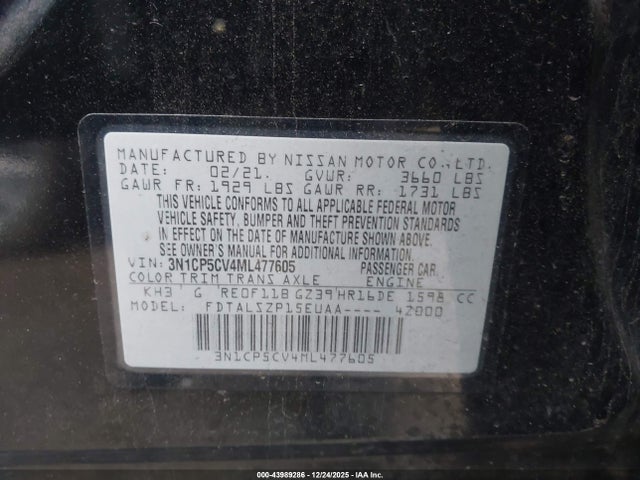 MANUFACTURED BY NISSAN MOTOR CO., LTD.
DATE: 02/21. GVWR: 3660 LBS
GAWR FR: 1929 LBS GAWR RR: 1731 LBS
THIS VEHICLE CONFORMS TO ALL APPLICABLE FEDERAL MOTOR
VEHICLE SAFETY, BUMPER AND THEFT PREVENTION STANDARDS
IN EFFECT ON THE DATE OF MANUFACTURE SHOWN ABOVE.
SEE OWNER'S MANUAL FOR ADDITIONAL INFORMATION.
VIN: 3N1CP5CV4ML477605 PASSENGER CAR.
COLOR TRIM TRANS AXLE ENGINE
KH3 G RE0F11B GZ39 HR16DE 1598 CC
MODEL: FDTALSZP15EUAA---- 42000
3N1CP5CV4ML477605
000-43989286 - 12/24/2025 - IAA Inc.